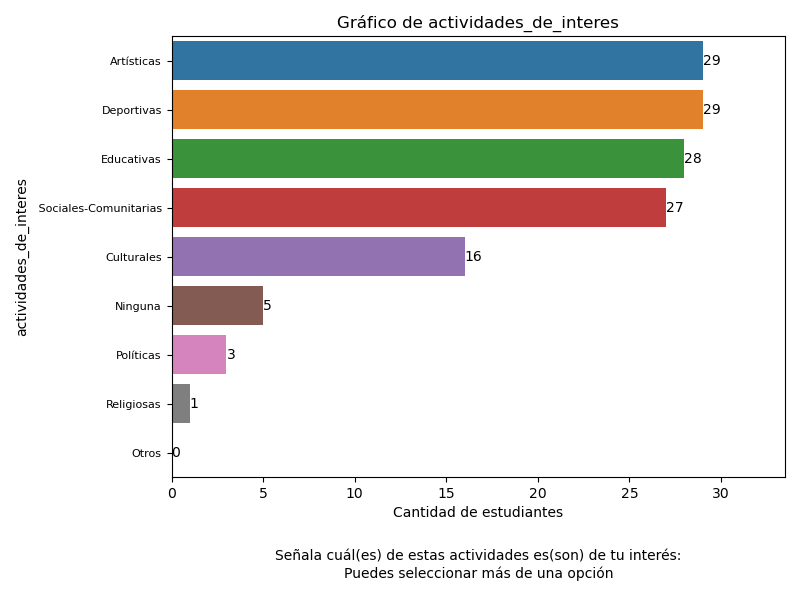 Gráfico de actividades_de_interes
actividades_de_interes
Artísticas 29
Deportivas 29
Educativas 28
Sociales-Comunitarias 27
Culturales 16
Ninguna 5
Políticas 3
Religiosas 1
Otros 0
0 5 10 15 20 25 30
Cantidad de estudiantes
Señala cuál(es) de estas actividades es(son) de tu interés:
Puedes seleccionar más de una opción